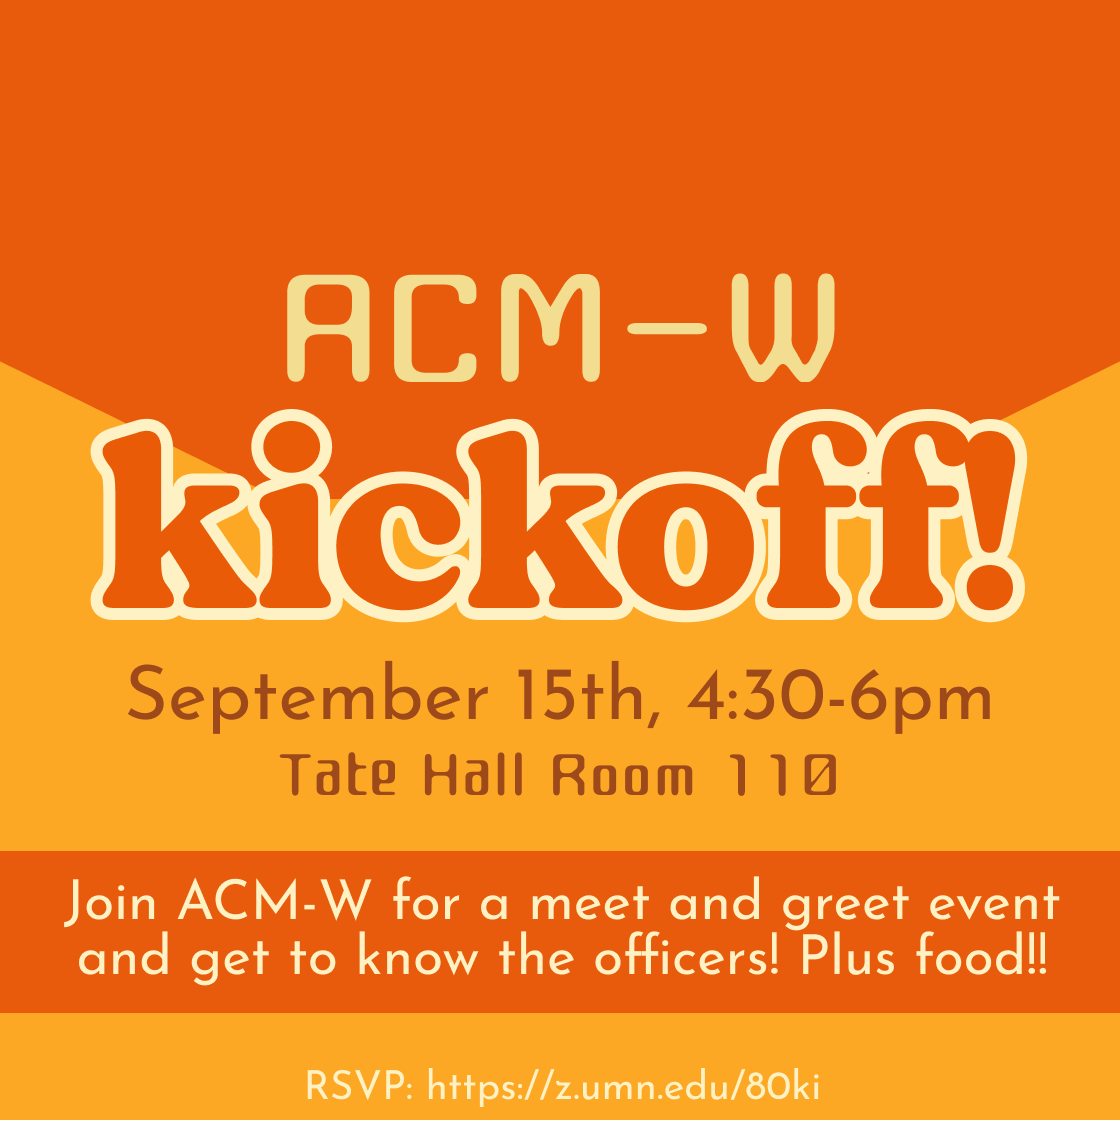 ACM-W
kickoff!
September 15th, 4:30-6pm
Tate Hall Room 110
Join ACM-W for a meet and greet event
and get to know the officers! Plus food!!
RSVP: https://z.umn.edu/80ki